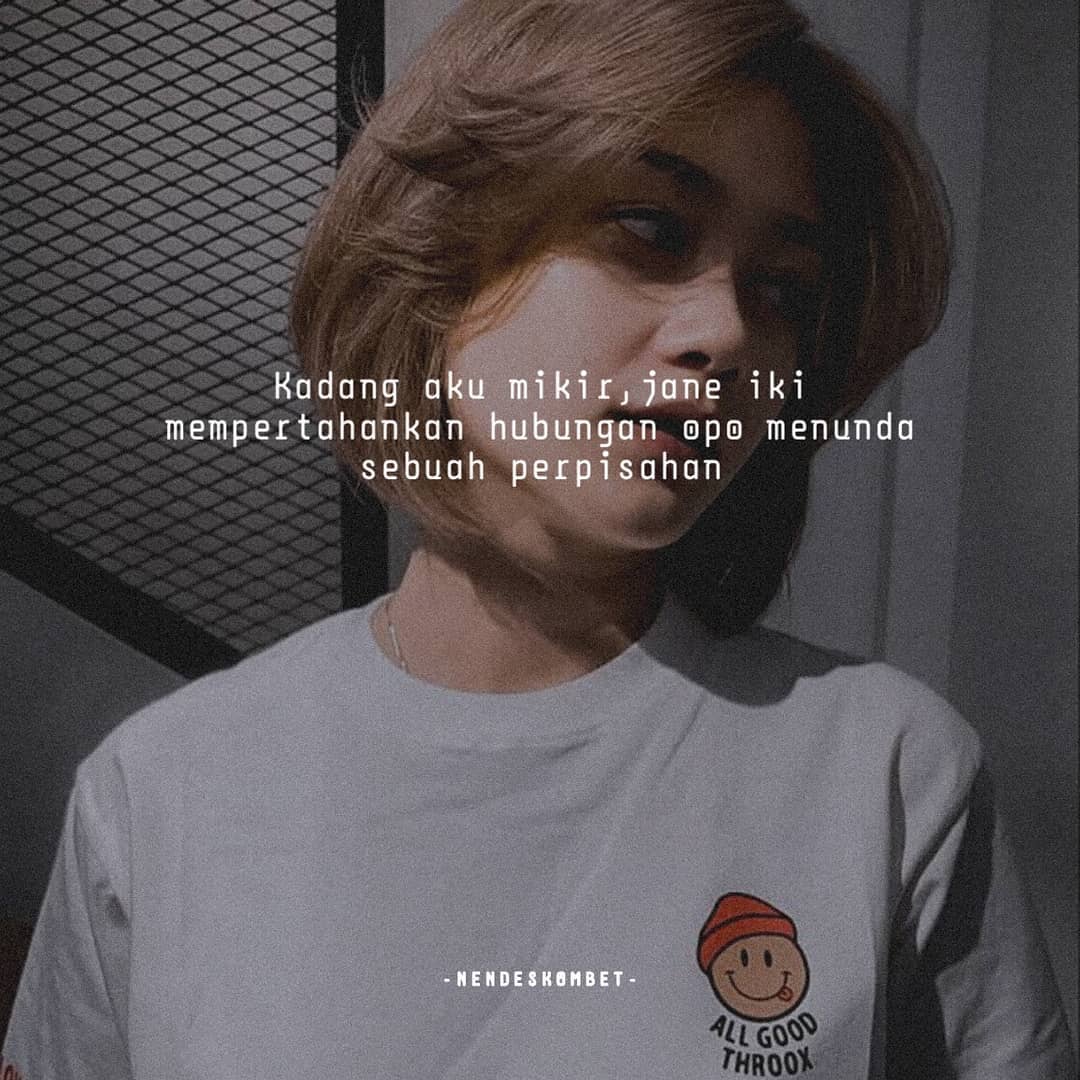 Kadang aku mikir,jane iki
mempertahankan hubungan opo menunda
sebuah perpisahan
-NENDESKOMBET-
ALL GOOD
THROOX